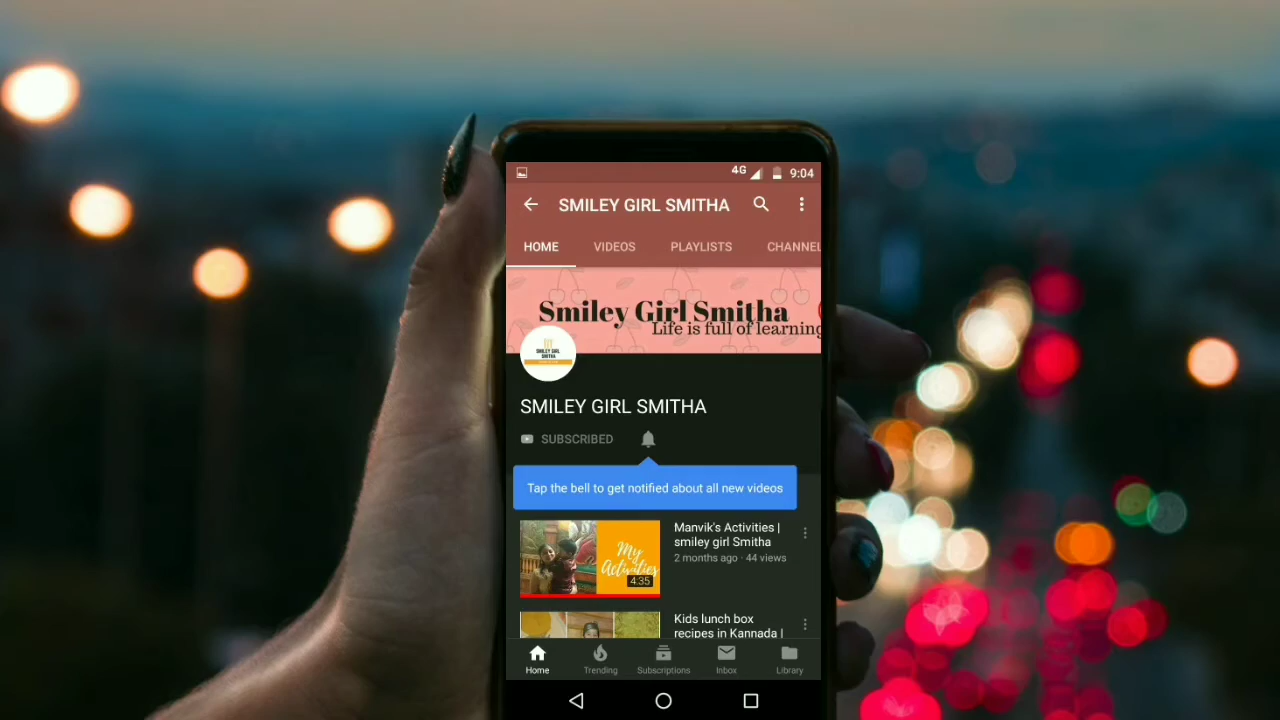 4G 9:04
SMILEY GIRL SMITHA
HOME VIDEOS PLAYLISTS CHANNEL
Smiley Girl Smitha
Life is full of learning
SMILEY GIRL
SMITHA
SMILEY GIRL SMITHA
SUBSCRIBED
Tap the bell to get notified about all new videos
My
Activities
4:35
Manvik's Activities |
smiley girl Smitha
2 months ago · 44 views
Kids lunch box
recipes in Kannada |
Home Trending Subscriptions Inbox Library